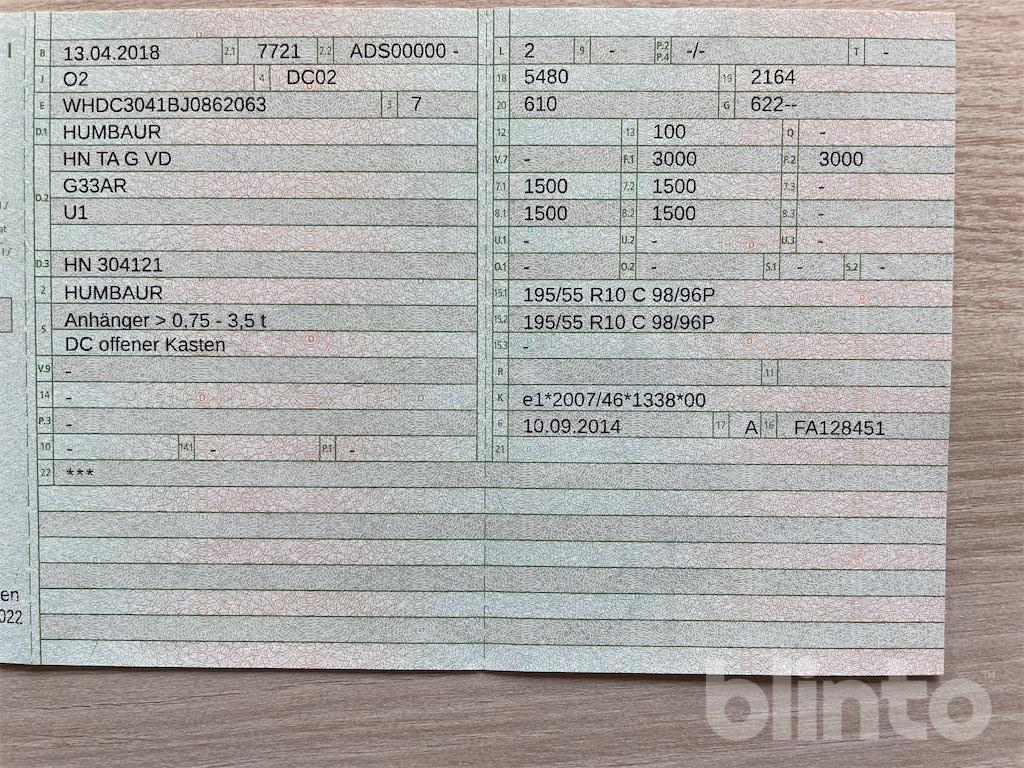 B 13.04.2018 2.1 7721 2.2 ADS00000 -
J O2 4 DC02
E WHDC3041BJ0862063 3 7
D.1 HUMBAUR
HN TA G VD
D.2 G33AR
U1
D.3 HN 304121
2 HUMBAUR
5 Anhänger > 0,75 - 3,5 t
DC offener Kasten
V.9 -
14 -
P.3 -
10 - 14.1 - P.1 -
22 ***
L 2 9 - P.2 P.4 -/- T -
18 5480 19 2164
20 610 G 622--
12 13 100 Q -
V.7 - F.1 3000 F.2 3000
7.1 1500 7.2 1500 7.3 -
8.1 1500 8.2 1500 8.3 -
U.1 - U.2 - U.3 -
O.1 - O.2 - S.1 - S.2 -
15.1 195/55 R10 C 98/96P
15.2 195/55 R10 C 98/96P
15.3 -
R 11
K e1*2007/46*1338*00
6 10.09.2014 17 A 16 FA128451
21
en
022
blinto